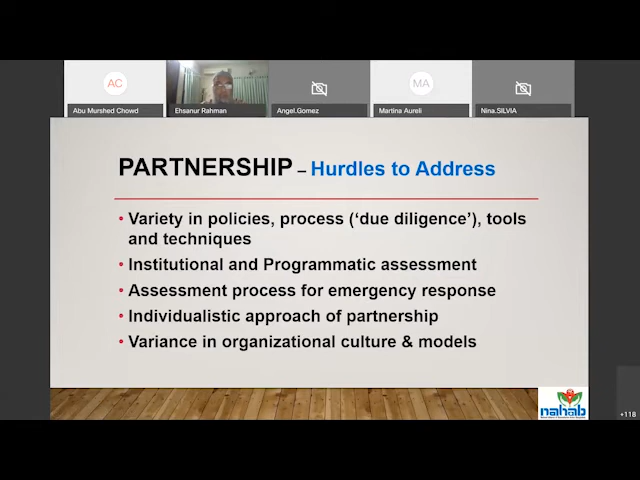 AC
MA
Abu Murshed Chowd
Ehsanur Rahman
Angel.Gomez
Martina Aureli
Nina.SILVIA
PARTNERSHIP – Hurdles to Address
• Variety in policies, process (‘due diligence’), tools
and techniques
• Institutional and Programmatic assessment
• Assessment process for emergency response
• Individualistic approach of partnership
• Variance in organizational culture & models
nahab
+118